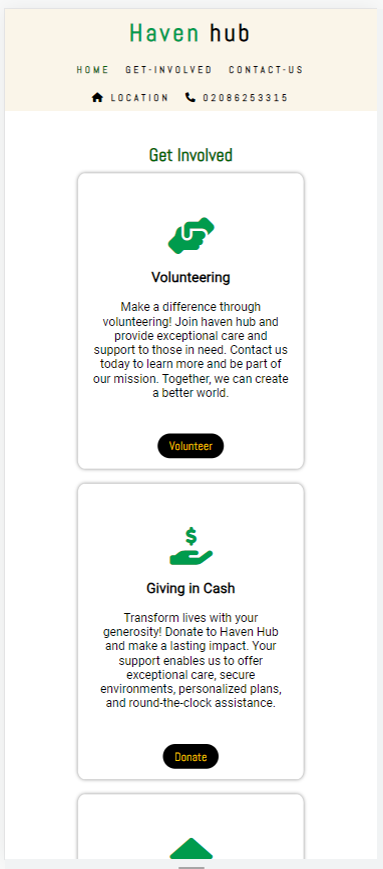 Haven hub
HOME GET-INVOLVED CONTACT-US
LOCATION 02086253315
Get Involved
Volunteering
Make a difference through
volunteering! Join haven hub and
provide exceptional care and
support to those in need. Contact us
today to learn more and be part of
our mission. Together, we can create
a better world.
Volunteer
$
Giving in Cash
Transform lives with your
generosity! Donate to Haven Hub
and make a lasting impact. Your
support enables us to offer
exceptional care, secure
environments, personalized plans,
and round-the-clock assistance.
Donate